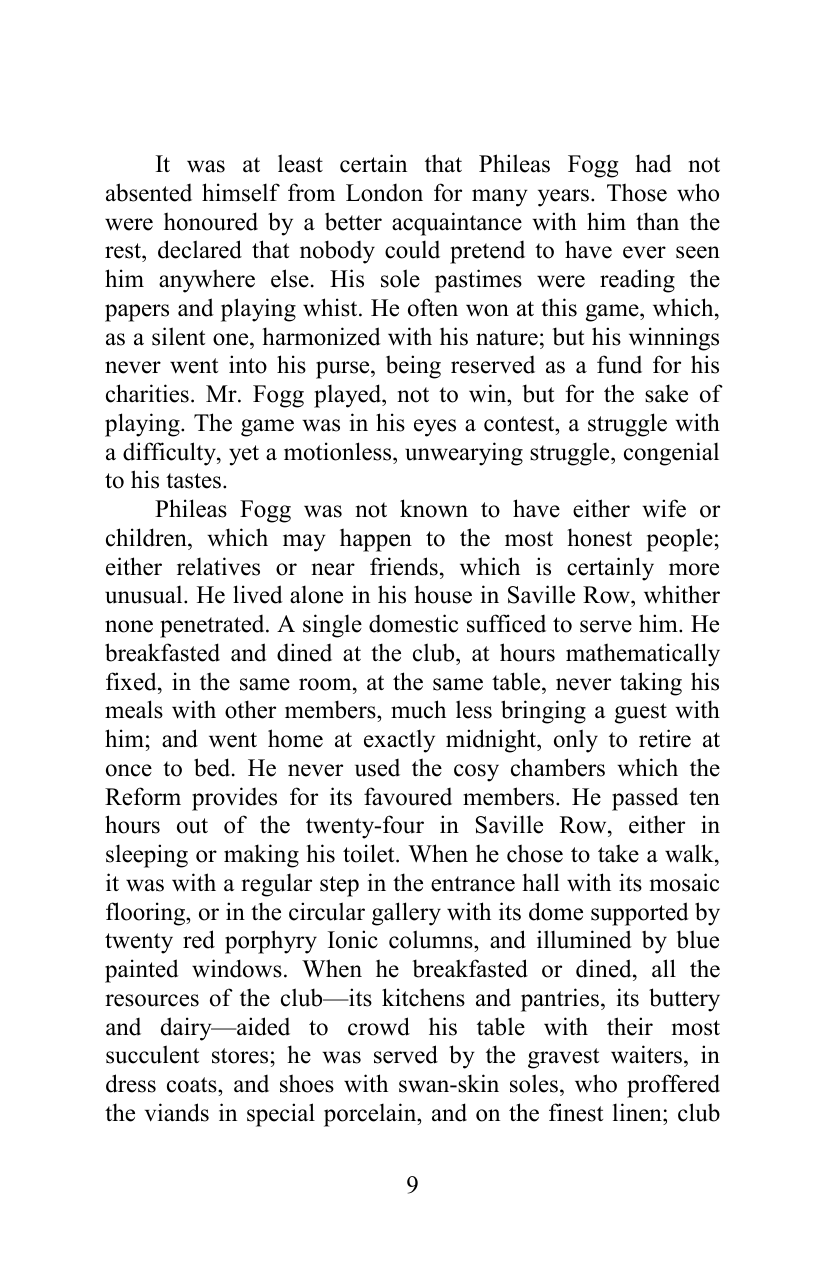 It was at least certain that Phileas Fogg had not
absented himself from London for many years. Those who
were honoured by a better acquaintance with him than the
rest, declared that nobody could pretend to have ever seen
him anywhere else. His sole pastimes were reading the
papers and playing whist. He often won at this game, which,
as a silent one, harmonized with his nature; but his winnings
never went into his purse, being reserved as a fund for his
charities. Mr. Fogg played, not to win, but for the sake of
playing. The game was in his eyes a contest, a struggle with
a difficulty, yet a motionless, unwearying struggle, congenial
to his tastes.
Phileas Fogg was not known to have either wife or
children, which may happen to the most honest people;
either relatives or near friends, which is certainly more
unusual. He lived alone in his house in Saville Row, whither
none penetrated. A single domestic sufficed to serve him. He
breakfasted and dined at the club, at hours mathematically
fixed, in the same room, at the same table, never taking his
meals with other members, much less bringing a guest with
him; and went home at exactly midnight, only to retire at
once to bed. He never used the cosy chambers which the
Reform provides for its favoured members. He passed ten
hours out of the twenty-four in Saville Row, either in
sleeping or making his toilet. When he chose to take a walk,
it was with a regular step in the entrance hall with its mosaic
flooring, or in the circular gallery with its dome supported by
twenty red porphyry Ionic columns, and illumined by blue
painted windows. When he breakfasted or dined, all the
resources of the club—its kitchens and pantries, its buttery
and dairy—aided to crowd his table with their most
succulent stores; he was served by the gravest waiters, in
dress coats, and shoes with swan-skin soles, who proffered
the viands in special porcelain, and on the finest linen; club
9